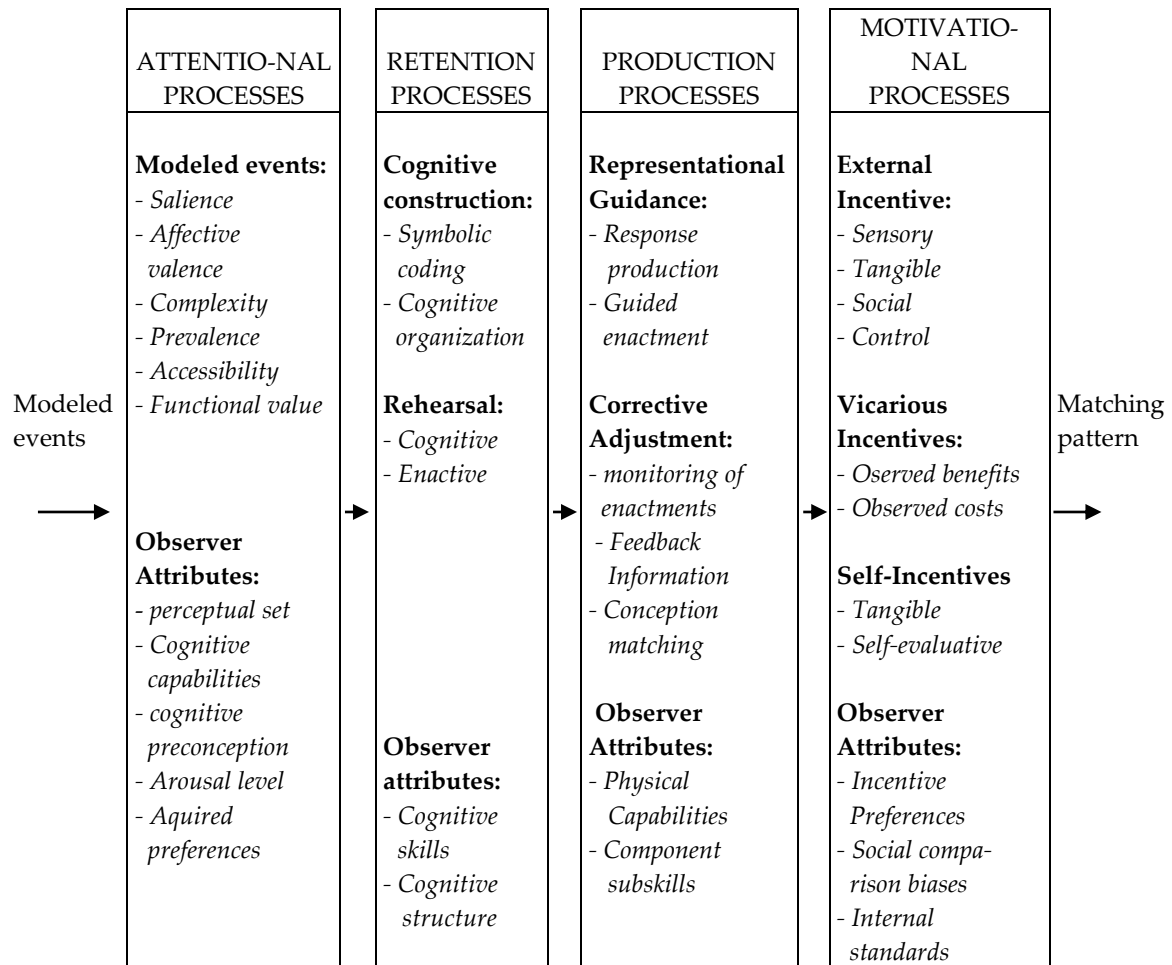 Modeled
events
ATTENTIO-NAL
PROCESSES
Modeled events:
- Salience
- Affective
valence
- Complexity
- Prevalence
- Accessibility
- Functional value
Observer
Attributes:
- perceptual set
- Cognitive
capabilities
- cognitive
preconception
- Arousal level
- Aquired
preferences
RETENTION
PROCESSES
Cognitive
construction:
- Symbolic
coding
- Cognitive
organization
Rehearsal:
- Cognitive
- Enactive
Observer
attributes:
- Cognitive
skills
- Cognitive
structure
PRODUCTION
PROCESSES
Representational
Guidance:
- Response
production
- Guided
enactment
Corrective
Adjustment:
- monitoring of
enactments
- Feedback
Information
- Conception
matching
Observer
Attributes:
- Physical
Capabilities
- Component
subskills
MOTIVATIO-
NAL
PROCESSES
External
Incentive:
- Sensory
- Tangible
- Social
- Control
Vicarious
Incentives:
- Oserved benefits
- Observed costs
Self-Incentives
- Tangible
- Self-evaluative
Observer
Attributes:
- Incentive
Preferences
- Social compa-
rison biases
- Internal
standards
Matching
pattern